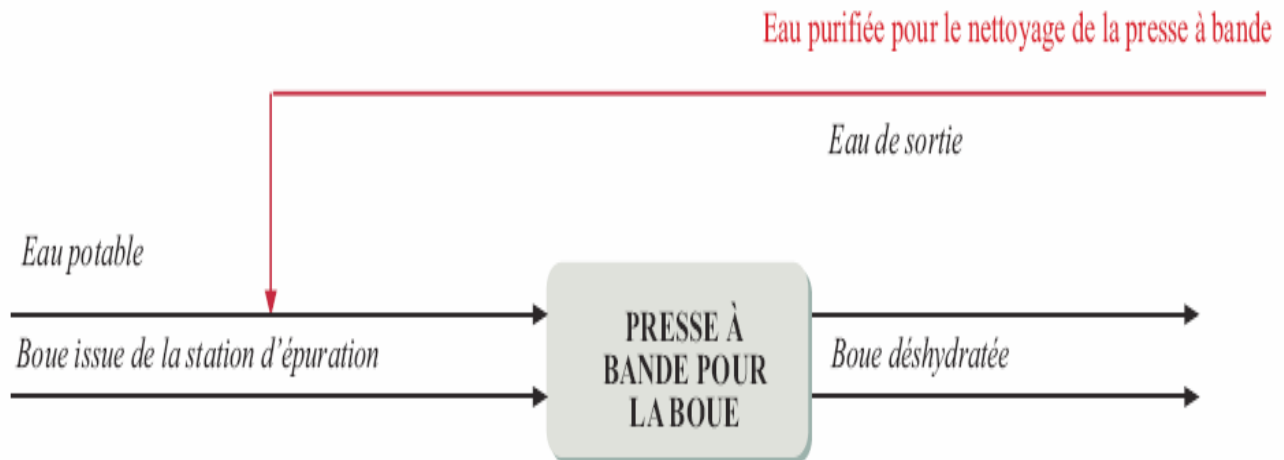 Eau purifiée pour le nettoyage de la presse à bande
Eau de sortie
Eau potable
Boue issue de la station d'épuration
PRESSE À
BANDE POUR
LA BOUE
Boue déshydratée